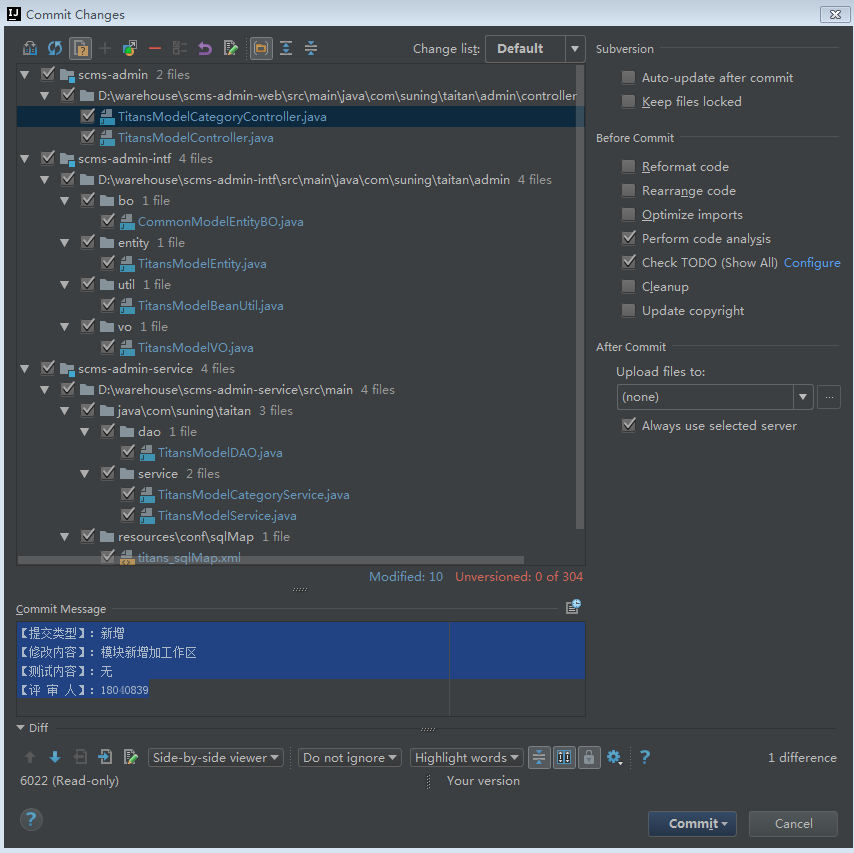 Commit Changes
Change list: Default
scms-admin 2 files
D:\warehouse\scms-admin-web\src\main\java\com\suning\taitan\admin\controller
TitansModelCategoryController.java
TitansModelController.java
scms-admin-intf 4 files
D:\warehouse\scms-admin-intf\src\main\java\com\suning\taitan\admin 4 files
bo 1 file
CommonModelEntityBO.java
entity 1 file
TitansModelEntity.java
util 1 file
TitansModelBeanUtil.java
vo 1 file
TitansModelVO.java
scms-admin-service 4 files
D:\warehouse\scms-admin-service\src\main 4 files
java\com\suning\taitan 3 files
dao 1 file
TitansModelDAO.java
service 2 files
TitansModelCategoryService.java
TitansModelService.java
resources\conf\sqlMap 1 file
titans_sqlMap.xml
Modified: 10 Unversioned: 0 of 304
Commit Message
【提交类型】: 新增
【修改内容】: 模块新增加工作区
【测试内容】: 无
【评 审 人】: 18040839
Subversion
Auto-update after commit
Keep files locked
Before Commit
Reformat code
Rearrange code
Optimize imports
Perform code analysis
Check TODO (Show All) Configure
Cleanup
Update copyright
After Commit
Upload files to:
(none) ...
Always use selected server
Diff
Side-by-side viewer Do not ignore Highlight words ? 1 difference
6022 (Read-only) Your version
? Commit Cancel